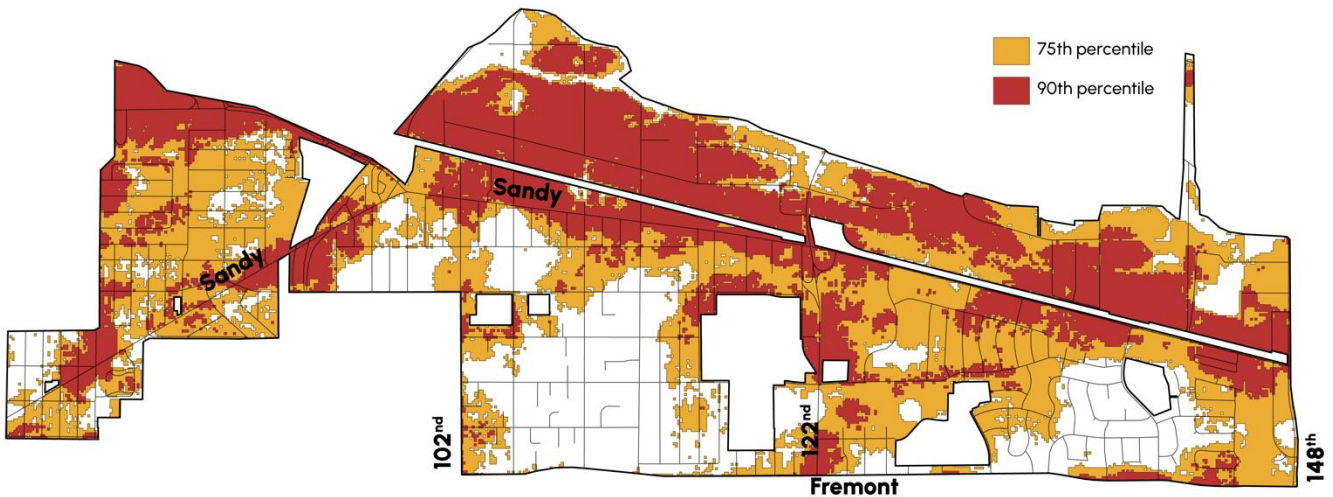 75th percentile
90th percentile
Sandy
Sandy
102nd
122nd
Fremont
148th